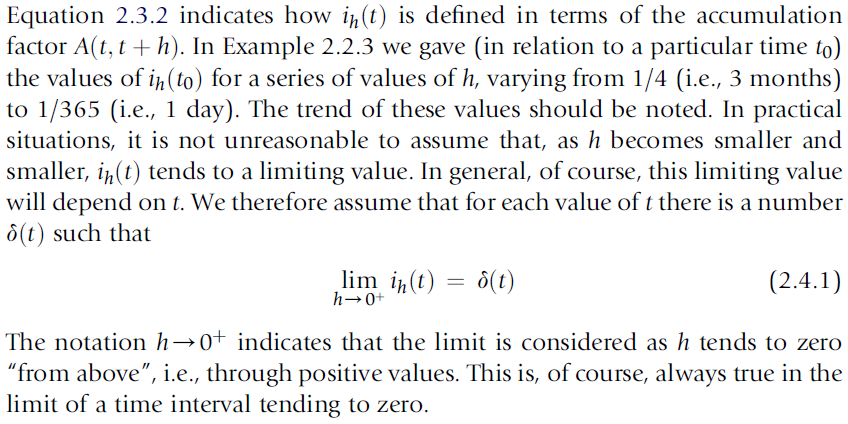 Equation 2.3.2 indicates how i_h(t) is defined in terms of the accumulation
factor A(t, t + h). In Example 2.2.3 we gave (in relation to a particular time t_0)
the values of i_h(t_0) for a series of values of h, varying from 1/4 (i.e., 3 months)
to 1/365 (i.e., 1 day). The trend of these values should be noted. In practical
situations, it is not unreasonable to assume that, as h becomes smaller and
smaller, i_h(t) tends to a limiting value. In general, of course, this limiting value
will depend on t. We therefore assume that for each value of t there is a number
δ(t) such that
lim_{h→0^+} i_h(t) = δ(t) (2.4.1)
The notation h→0^+ indicates that the limit is considered as h tends to zero
“from above”, i.e., through positive values. This is, of course, always true in the
limit of a time interval tending to zero.